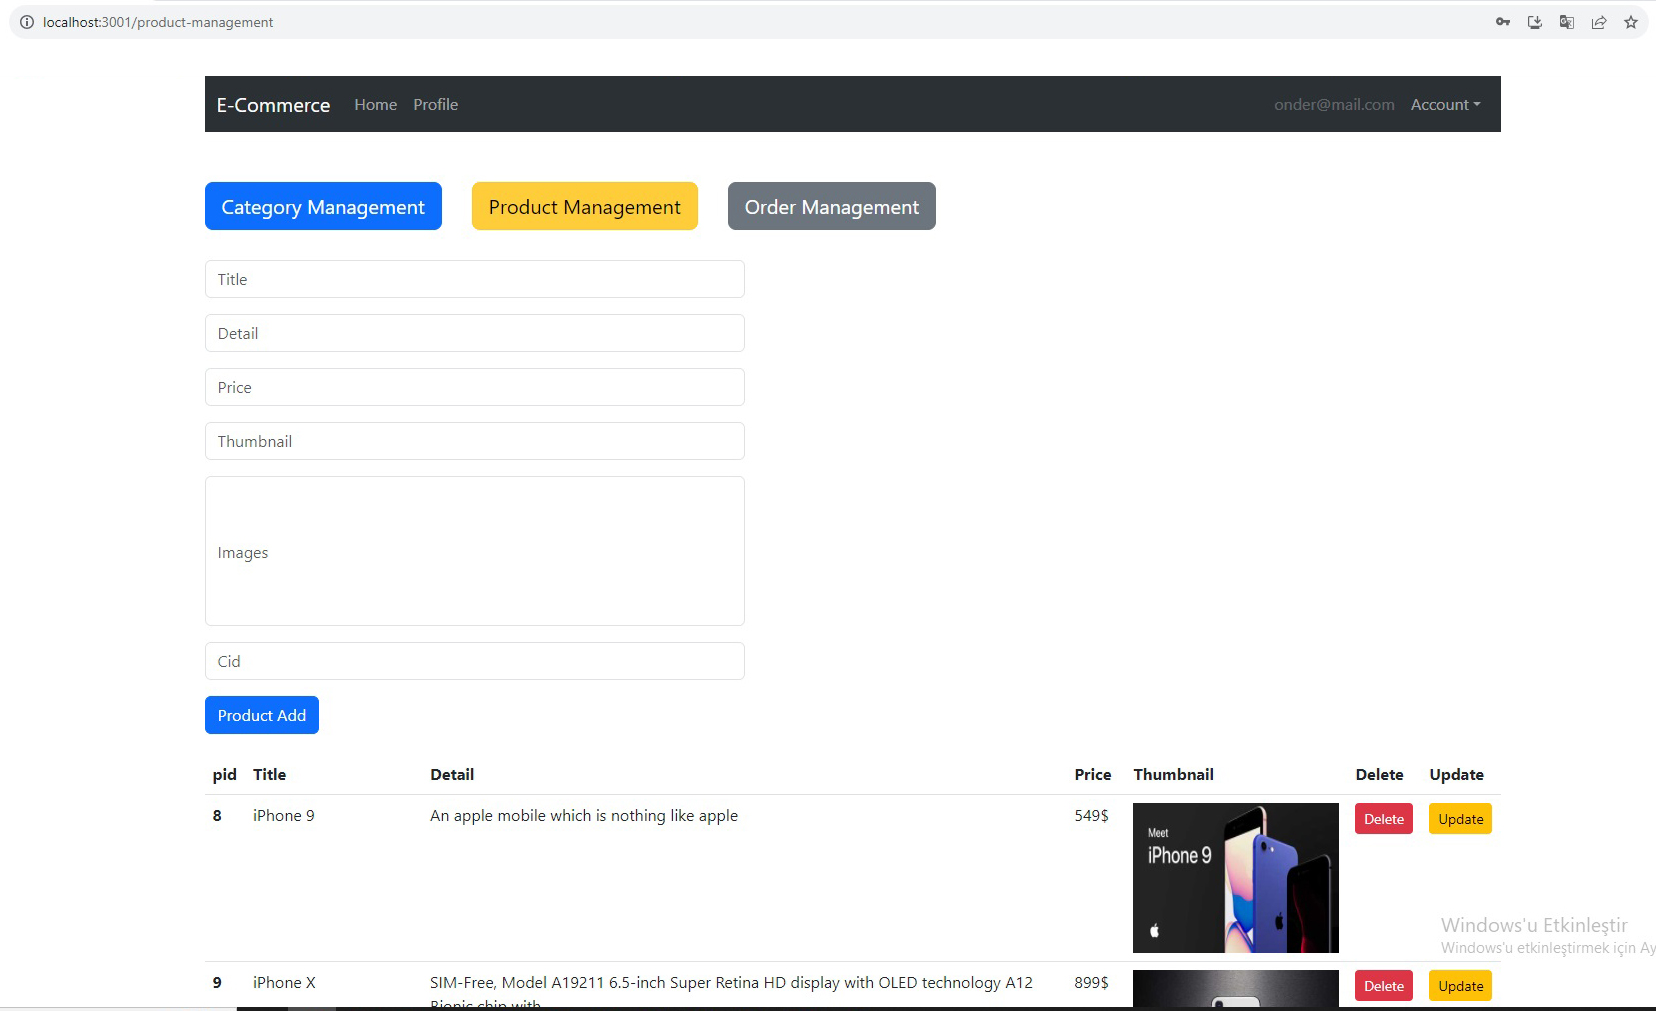 localhost:3001/product-management
E-Commerce Home Profile onder@mail.com Account
Category Management Product Management Order Management
Title
Detail
Price
Thumbnail
Images
Cid
Product Add
pid Title Detail Price Thumbnail Delete Update
8 iPhone 9 An apple mobile which is nothing like apple 549$ Delete Update
Meet
iPhone 9
Windows'u Etkinleştir
Windows'u etkinleştirmek için Ay
9 iPhone X SIM-Free, Model A19211 6.5-inch Super Retina HD display with OLED technology A12 899$ Delete Update
Bionic chip with